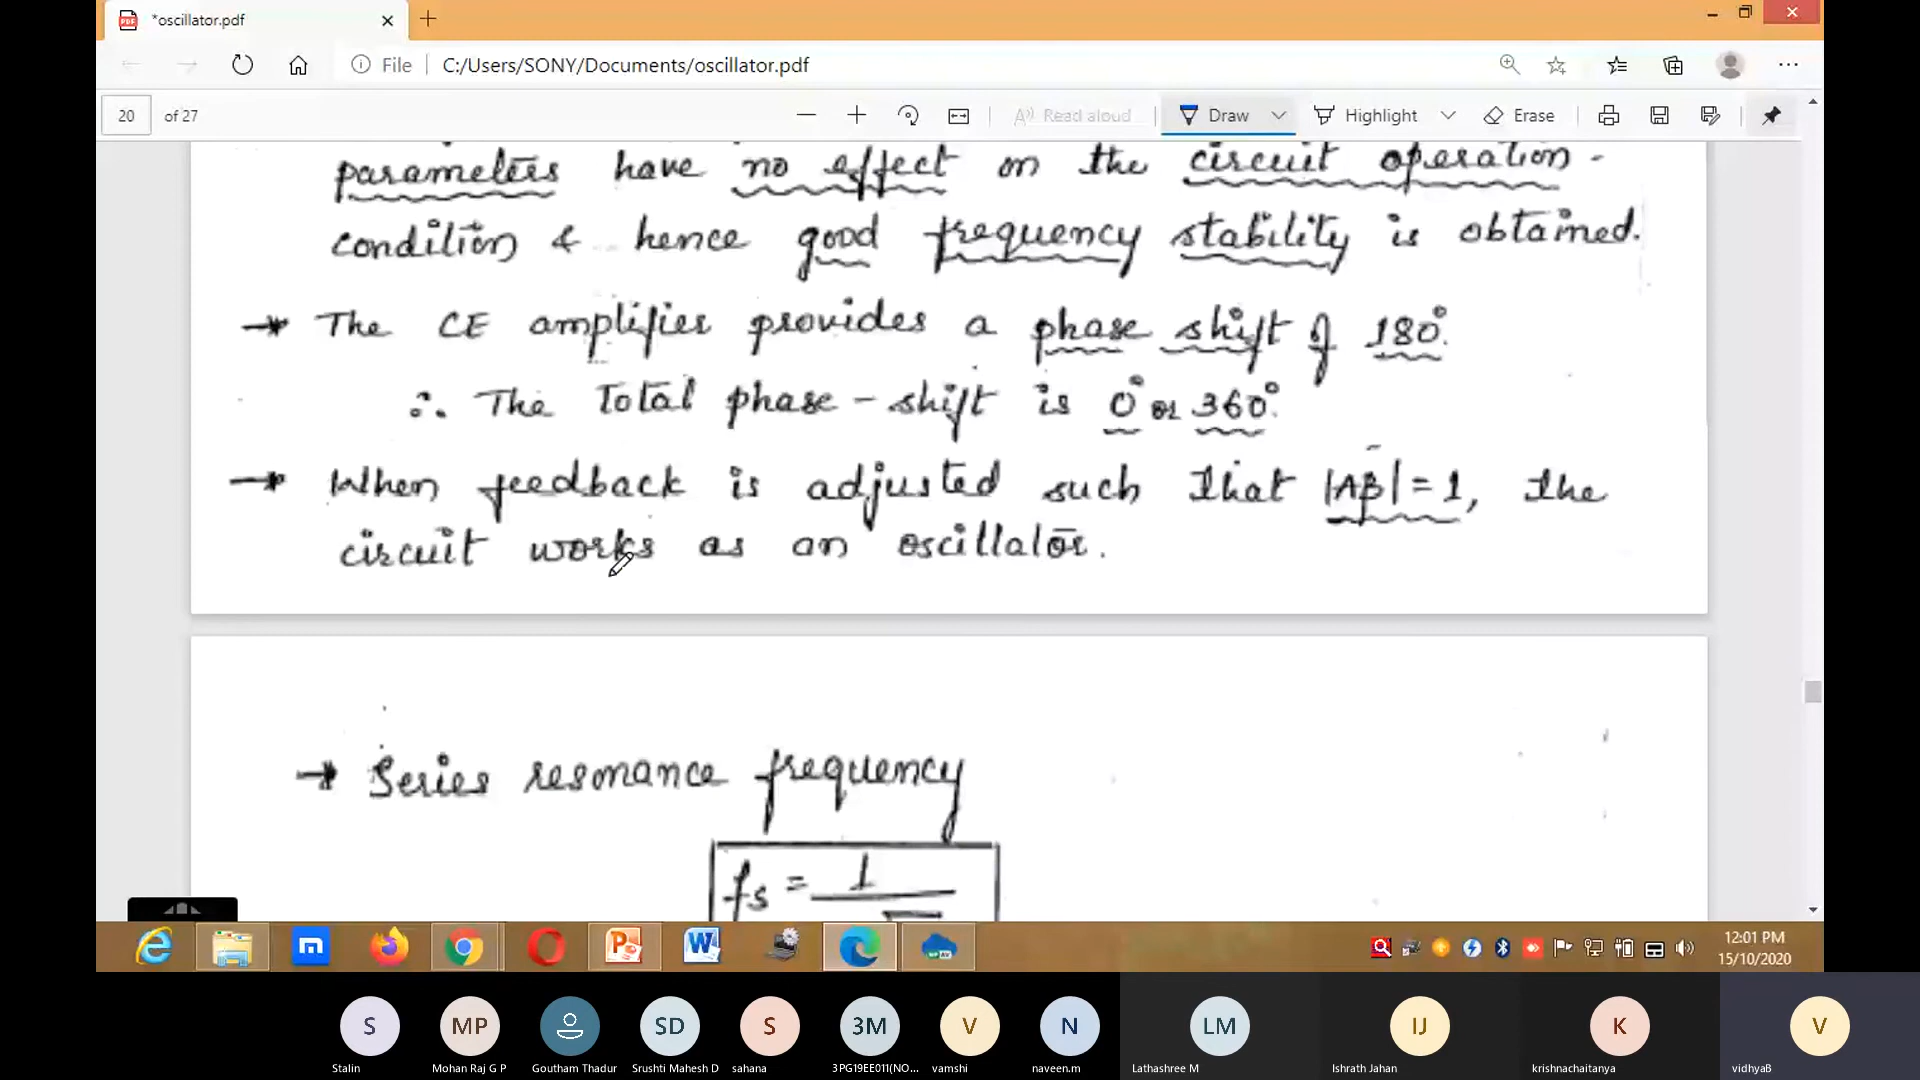 *oscillator.pdf
File
C:/Users/SONY/Documents/oscillator.pdf
20 of 27
Read aloud
Draw
Highlight
Erase
parameters have no effect on the circuit operation-
condition & hence good frequency stability is obtained.
→ The CE amplifier provides a phase shift of 180°.
∴ The Total phase-shift is 0° or 360°.
→ When feedback is adjusted such that |Aβ| = 1, the
circuit works as an oscillator.
→ Series resonance frequency
fs = 1
12:01 PM
15/10/2020
S
MP
SD
S
3M
V
N
LM
IJ
K
V
Stalin
Mohan Raj G P
Goutham Thadur
Srushti Mahesh D
sahana
3PG19EE011(NO...
vamshi
naveen.m
Lathashree M
Ishrath Jahan
krishnachaitanya
vidhyaB